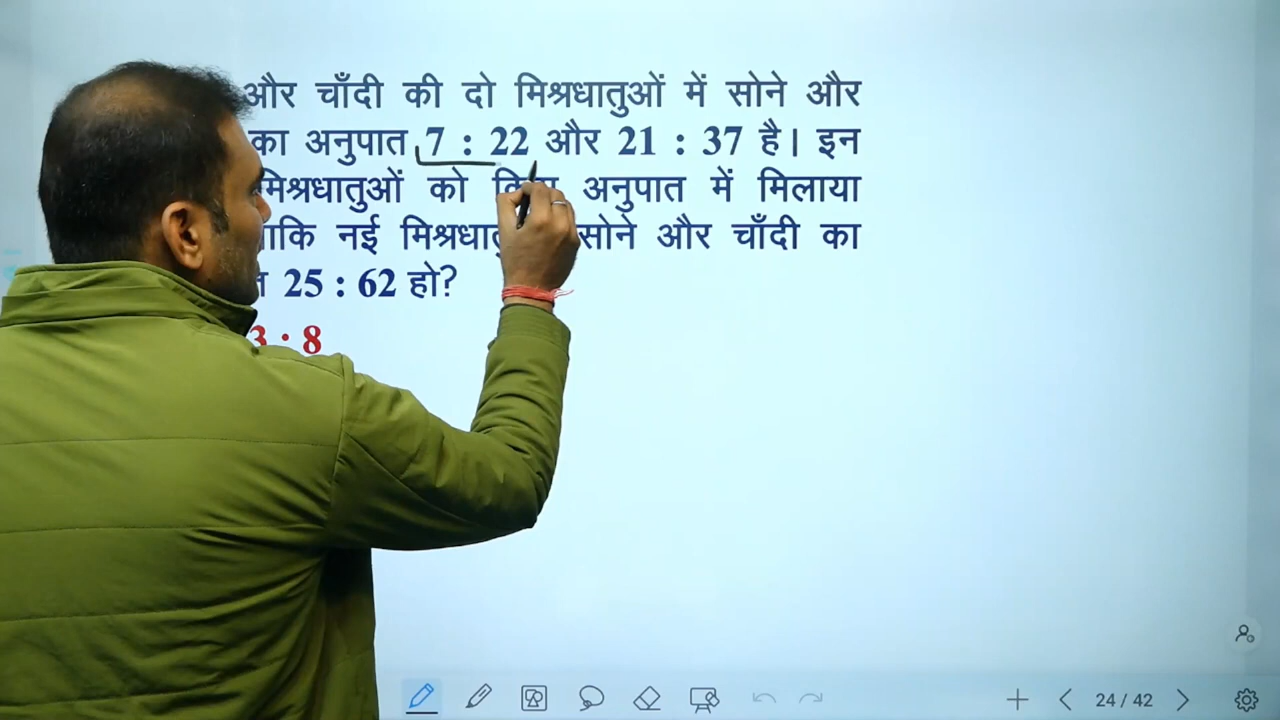 और चाँदी की दो मिश्रधातुओं में सोने और
का अनुपात 7 : 22 और 21 : 37 है। इन
मिश्रधातुओं को अनुपात में मिलाया
नई सोने और चाँदी का
25 : 62 हो?
3 : 8
24 / 42